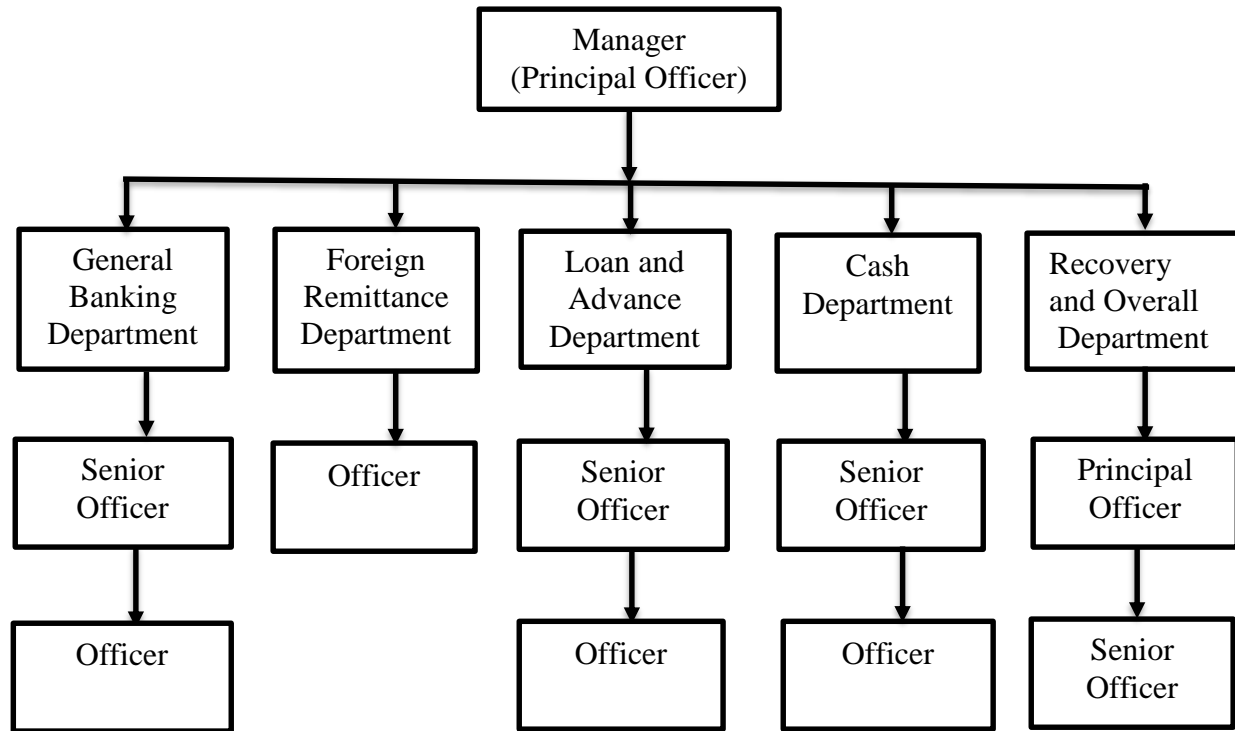 Manager
(Principal Officer)
General
Banking
Department
Foreign
Remittance
Department
Loan and
Advance
Department
Cash
Department
Recovery
and Overall
Department
Senior
Officer
Officer
Senior
Officer
Senior
Officer
Principal
Officer
Officer
Officer
Officer
Senior
Officer